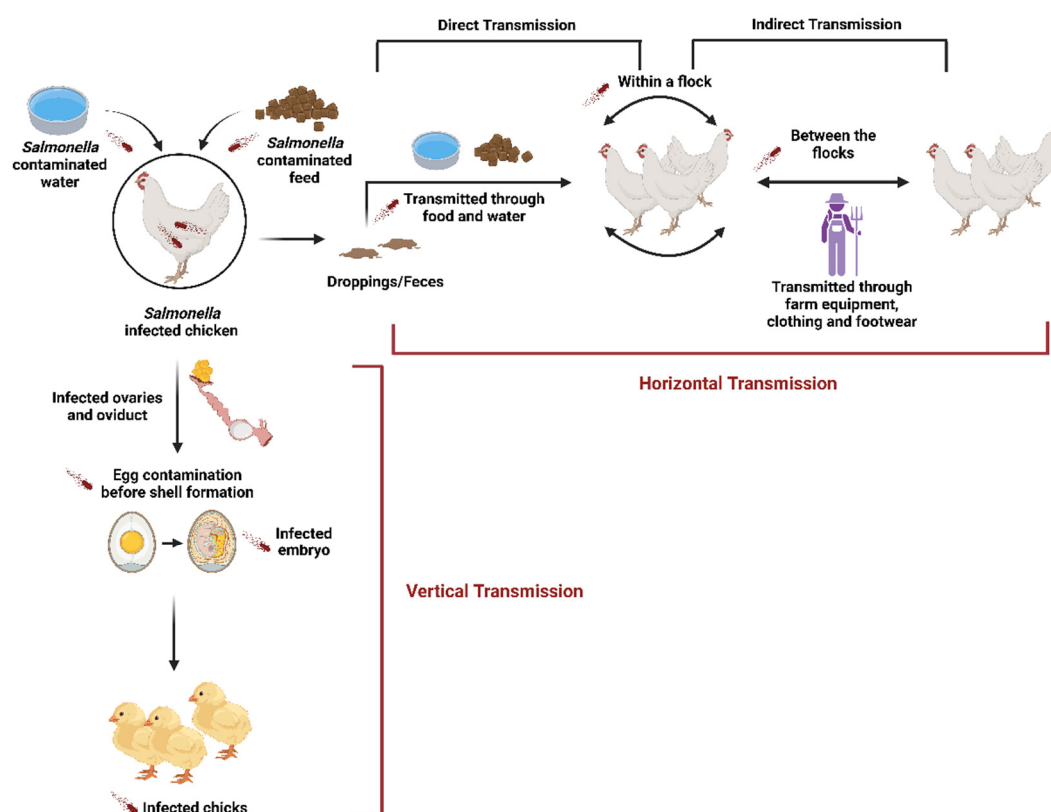 Direct Transmission
Indirect Transmission
Within a flock
Salmonella
contaminated
water
Salmonella
contaminated
feed
Between the
flocks
Transmitted through
food and water
Droppings/Feces
Transmitted through
farm equipment,
clothing and footwear
Salmonella
infected chicken
Horizontal Transmission
Infected ovaries
and oviduct
Egg contamination
before shell formation
Infected
embryo
Vertical Transmission
Infected chicks